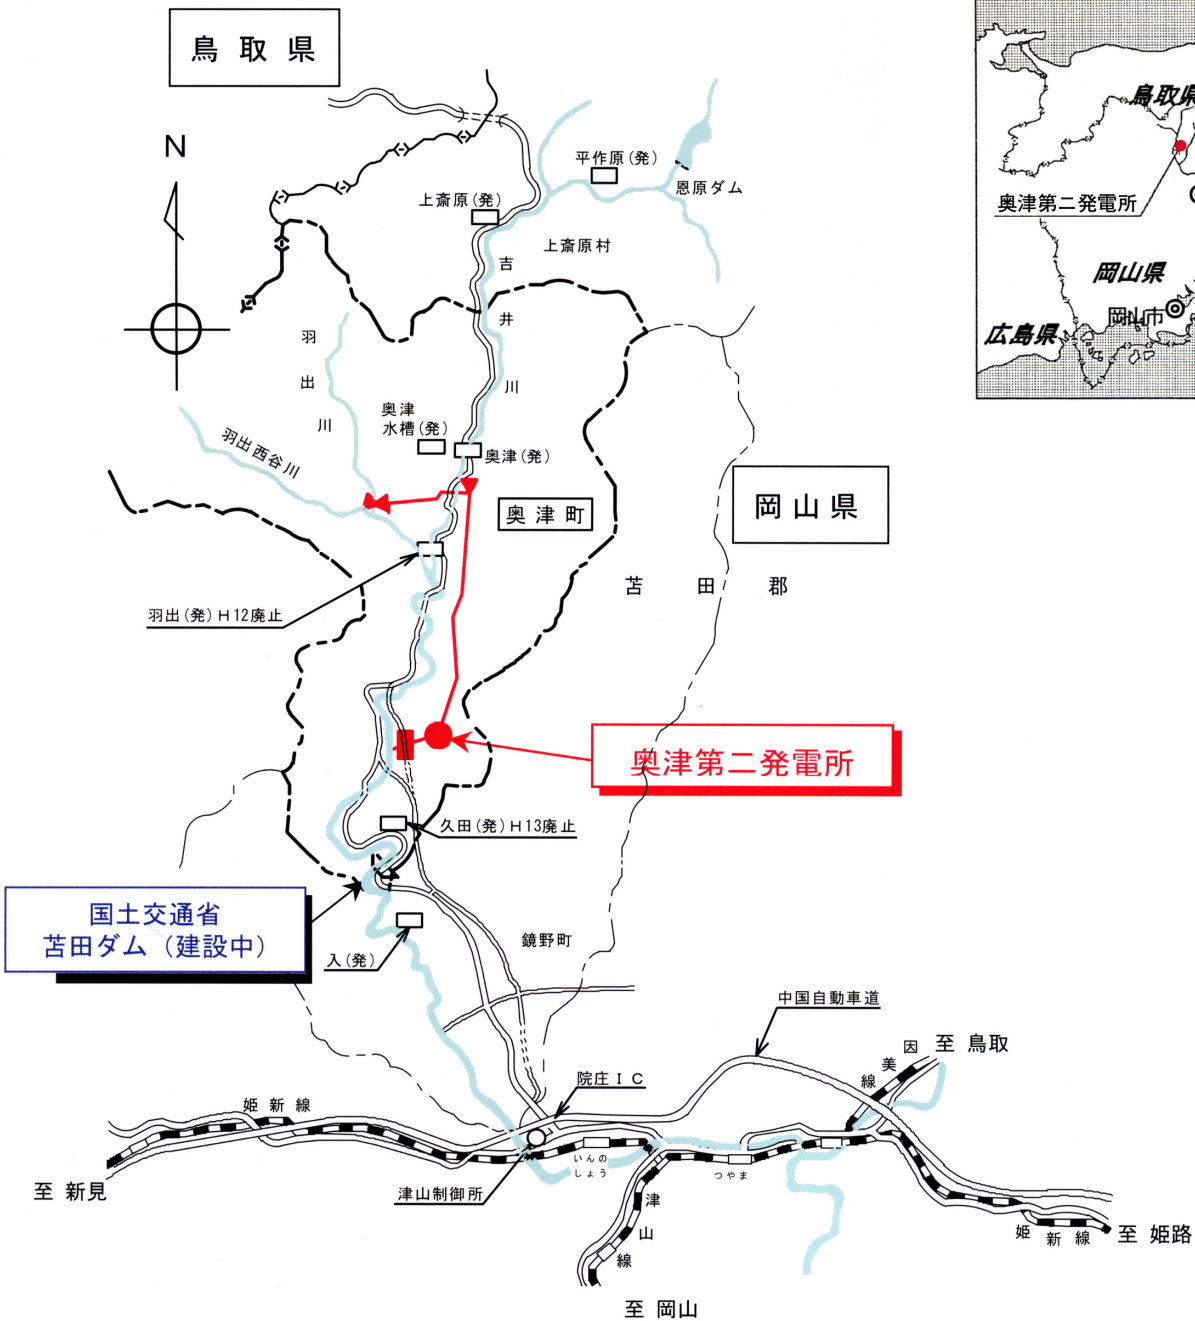 鳥取県
N
平作原(発)
恩原ダム
上斎原(発)
上斎原村
吉井川
羽出川
羽出西谷川
奥津
水槽(発)
奥津(発)
奥津町
岡山県
苫田郡
羽出(発)H12廃止
奥津第二発電所
久田(発)H13廃止
国土交通省
苫田ダム(建設中)
入(発)
鏡野町
中国自動車道
因美線
至 鳥取
院庄IC
姫新線
いんの
しょう
つやま
至 新見
津山制御所
津山線
姫新線
至 姫路
至 岡山
鳥取県
奥津第二発電所
岡山県
岡山市
広島県